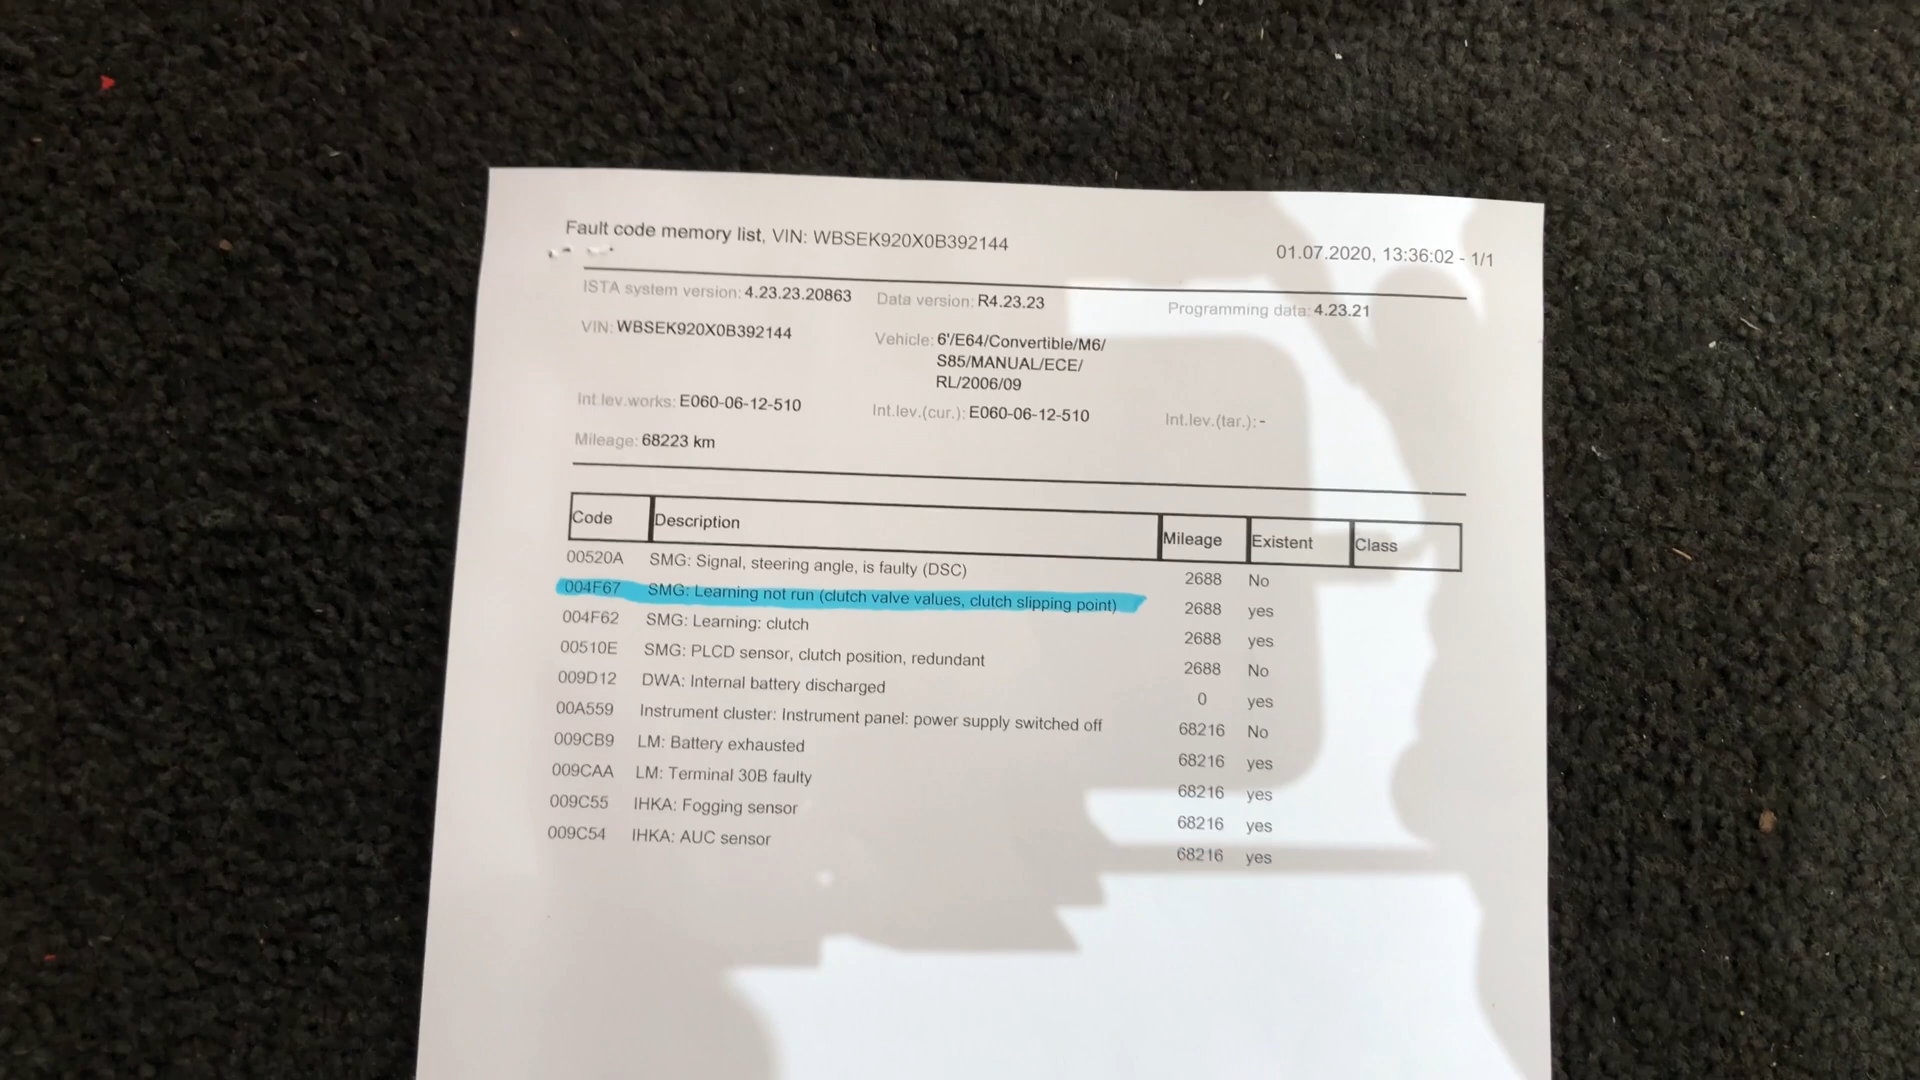 Fault code memory list, VIN: WBSEK920X0B392144
01.07.2020, 13:36:02 - 1/1
ISTA system version: 4.23.23.20863 Data version: R4.23.23 Programming data: 4.23.21
VIN: WBSEK920X0B392144 Vehicle: 6'/E64/Convertible/M6/
S85/MANUAL/ECE/
RL/2006/09
Int.lev.works: E060-06-12-510 Int.lev.(cur.): E060-06-12-510 Int.lev.(tar.): -
Mileage: 68223 km
Code Description Mileage Existent Class
00520A SMG: Signal, steering angle, is faulty (DSC) 2688 No
004F67 SMG: Learning not run (clutch valve values, clutch slipping point) 2688 yes
004F62 SMG: Learning: clutch 2688 yes
00510E SMG: PLCD sensor, clutch position, redundant 2688 No
009D12 DWA: Internal battery discharged 0 yes
00A559 Instrument cluster: Instrument panel: power supply switched off 68216 No
009CB9 LM: Battery exhausted 68216 yes
009CAA LM: Terminal 30B faulty 68216 yes
009C55 IHKA: Fogging sensor 68216 yes
009C54 IHKA: AUC sensor 68216 yes